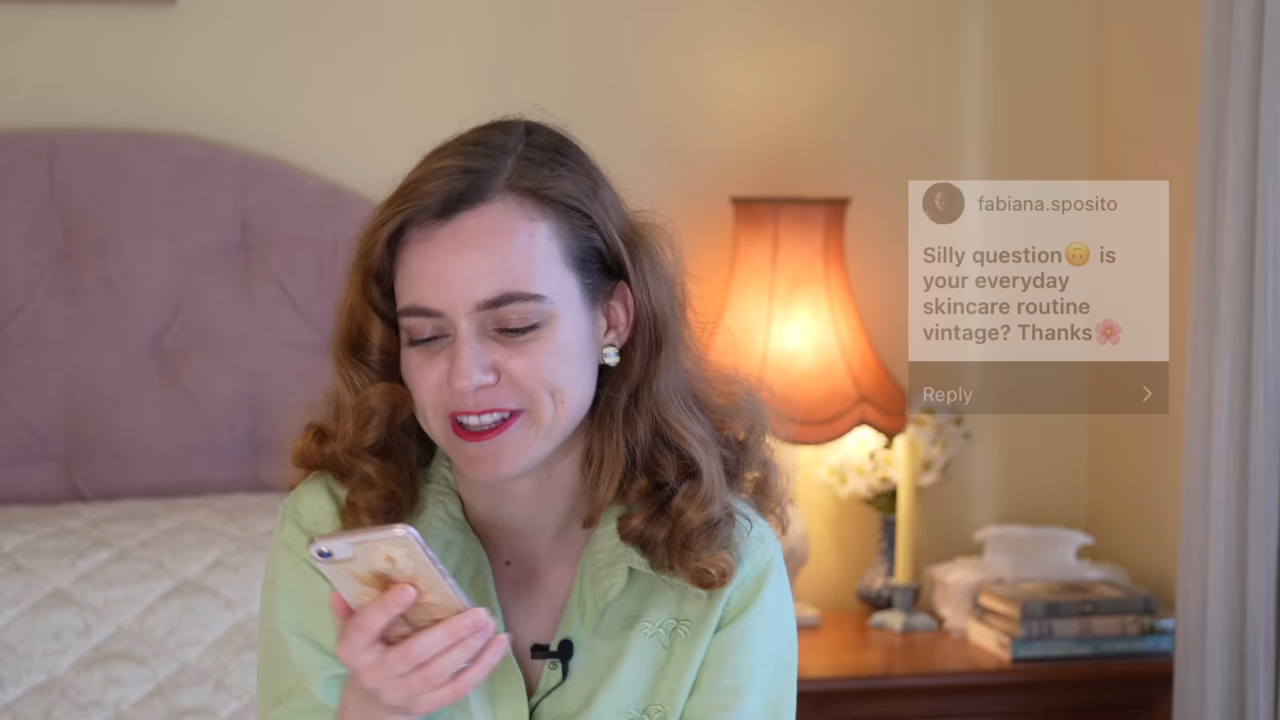 fabiana.sposito
Silly question🙃 is
your everyday
skincare routine
vintage? Thanks🌸
Reply